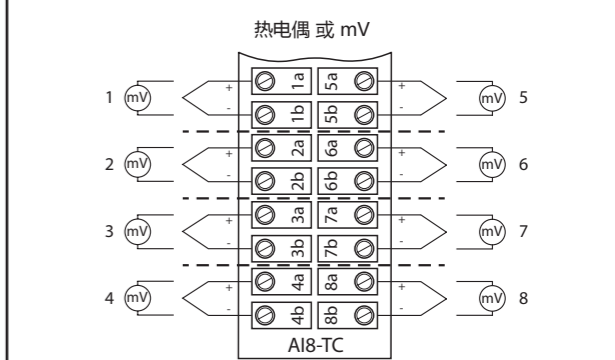 热电偶 或 mV
1 mV + 1a 5a + mV 5
- 1b 5b -
2 mV + 2a 6a + mV 6
- 2b 6b -
3 mV + 3a 7a + mV 7
- 3b 7b -
4 mV + 4a 8a + mV 8
- 4b 8b -
AI8-TC